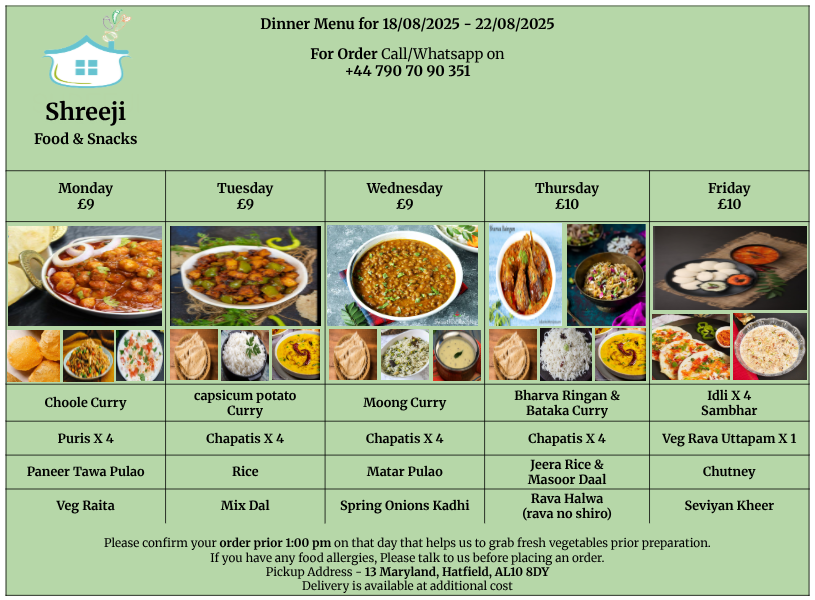 Dinner Menu for 18/08/2025 - 22/08/2025
For Order Call/Whatsapp on
+44 790 70 90 351
Shreeji
Food & Snacks
Monday
£9
Tuesday
£9
Wednesday
£9
Thursday
£10
Friday
£10
Bharva Baingan
Choole Curry
capsicum potato
Curry
Moong Curry
Bharva Ringan &
Bataka Curry
Idli X 4
Sambhar
Puris X 4
Chapatis X 4
Chapatis X 4
Chapatis X 4
Veg Rava Uttapam X 1
Paneer Tawa Pulao
Rice
Matar Pulao
Jeera Rice &
Masoor Daal
Chutney
Veg Raita
Mix Dal
Spring Onions Kadhi
Rava Halwa
(rava no shiro)
Seviyan Kheer
Please confirm your order prior 1:00 pm on that day that helps us to grab fresh vegetables prior preparation.
If you have any food allergies, Please talk to us before placing an order.
Pickup Address - 13 Maryland, Hatfield, AL10 8DY
Delivery is available at additional cost